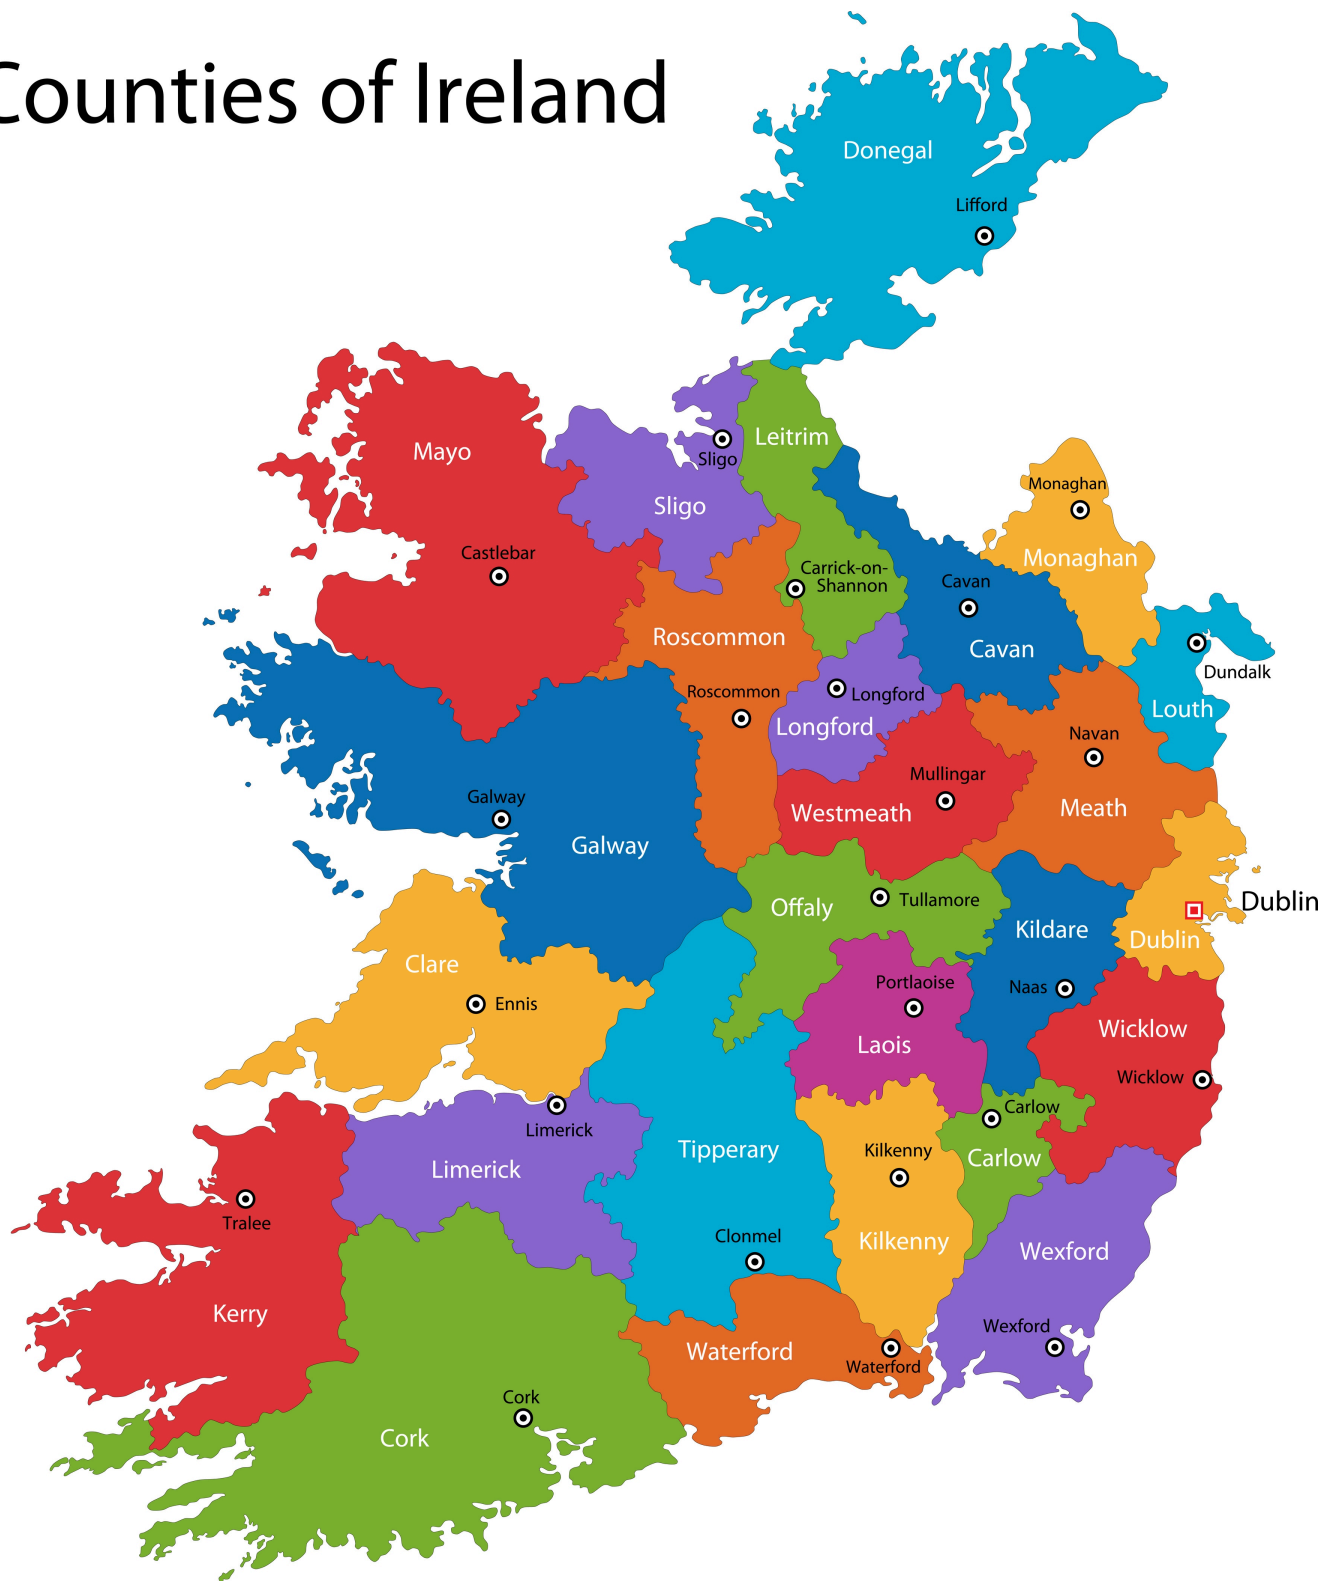 Counties of Ireland
Donegal
Lifford
Mayo
Leitrim
Sligo
Sligo
Monaghan
Monaghan
Castlebar
Carrick-on-
Shannon
Cavan
Cavan
Roscommon
Roscommon
Longford
Longford
Dundalk
Louth
Navan
Meath
Mullingar
Westmeath
Galway
Galway
Offaly
Tullamore
Kildare
Naas
Dublin
Dublin
Clare
Ennis
Portlaoise
Laois
Wicklow
Wicklow
Carlow
Carlow
Limerick
Limerick
Tipperary
Kilkenny
Kilkenny
Tralee
Clonmel
Wexford
Wexford
Kerry
Waterford
Waterford
Cork
Cork